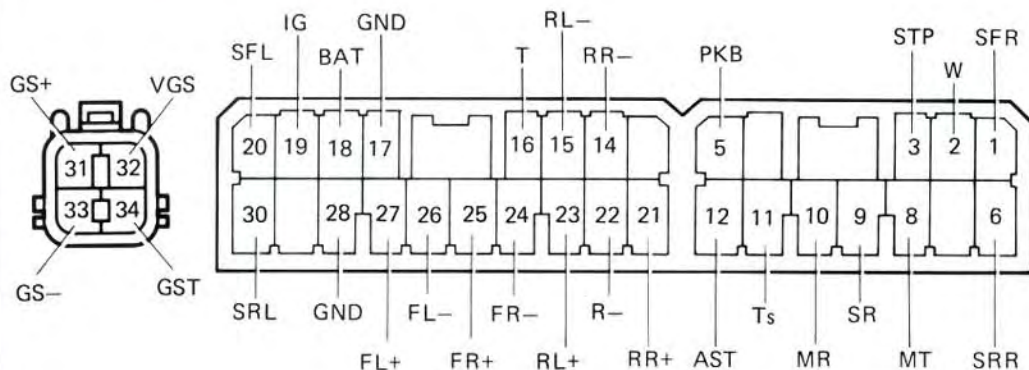 RL−
IG GND
SFL BAT T RR− PKB STP W SFR
GS+ VGS
20 19 18 17 16 15 14 5 3 2 1
31 32
33 34
30 28 27 26 25 24 23 22 21 12 11 10 9 8 6
GS− GST
SRL GND FL− FR− R− Ts SR
FL+ FR+ RL+ RR+ AST MR MT SRR